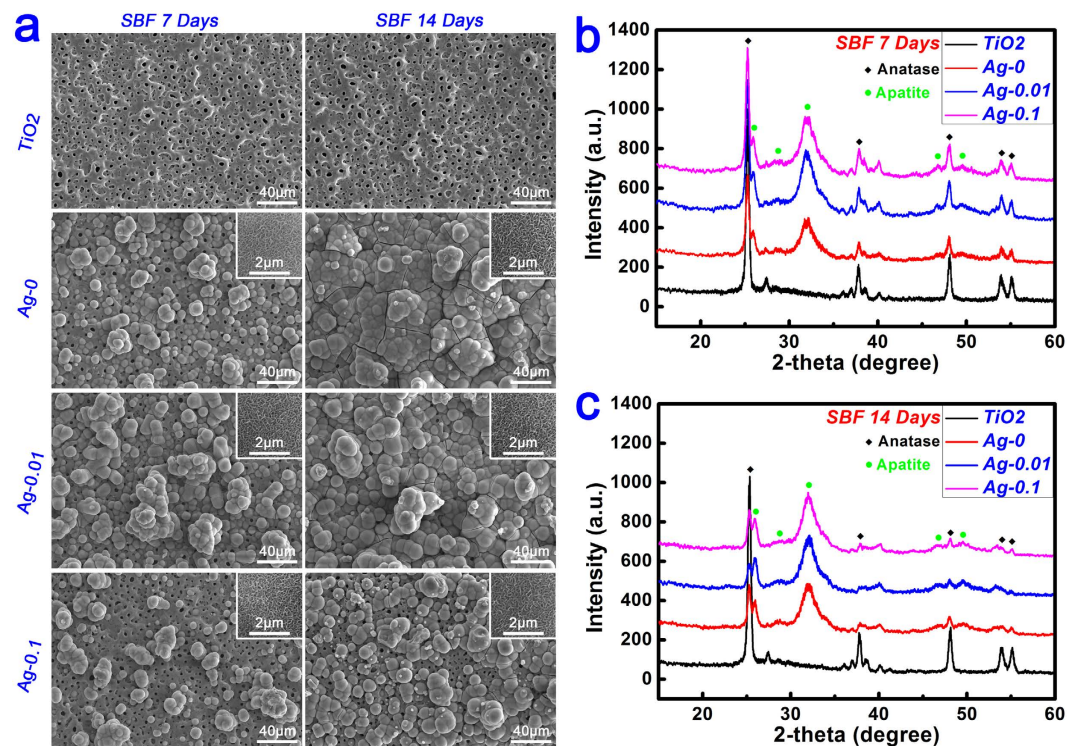 a
SBF 7 Days
SBF 14 Days
TiO2
40μm
40μm
Ag-0
2μm
40μm
2μm
40μm
Ag-0.01
2μm
40μm
2μm
40μm
Ag-0.1
2μm
40μm
2μm
40μm
b
SBF 7 Days
Anatase
Apatite
TiO2
Ag-0
Ag-0.01
Ag-0.1
Intensity (a.u.)
1400
1200
1000
800
600
400
200
0
20 30 40 50 60
2-theta (degree)
c
SBF 14 Days
Anatase
Apatite
TiO2
Ag-0
Ag-0.01
Ag-0.1
Intensity (a.u.)
1400
1200
1000
800
600
400
200
0
20 30 40 50 60
2-theta (degree)